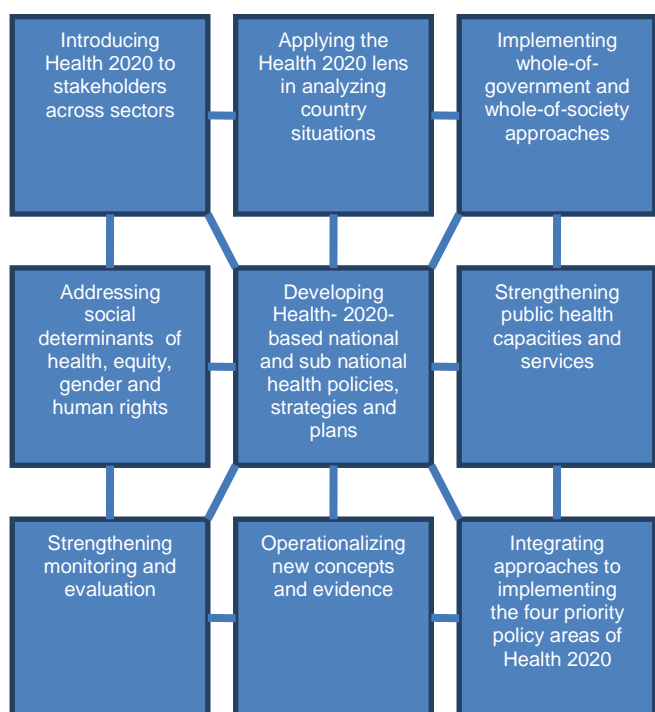 Introducing
Health 2020 to
stakeholders
across sectors
Applying the
Health 2020 lens
in analyzing
country
situations
Implementing
whole-of-
government and
whole-of-society
approaches
Addressing
social
determinants of
health, equity,
gender and
human rights
Developing
Health- 2020-
based national
and sub national
health policies,
strategies and
plans
Strengthening
public health
capacities and
services
Strengthening
monitoring and
evaluation
Operationalizing
new concepts
and evidence
Integrating
approaches to
implementing
the four priority
policy areas of
Health 2020